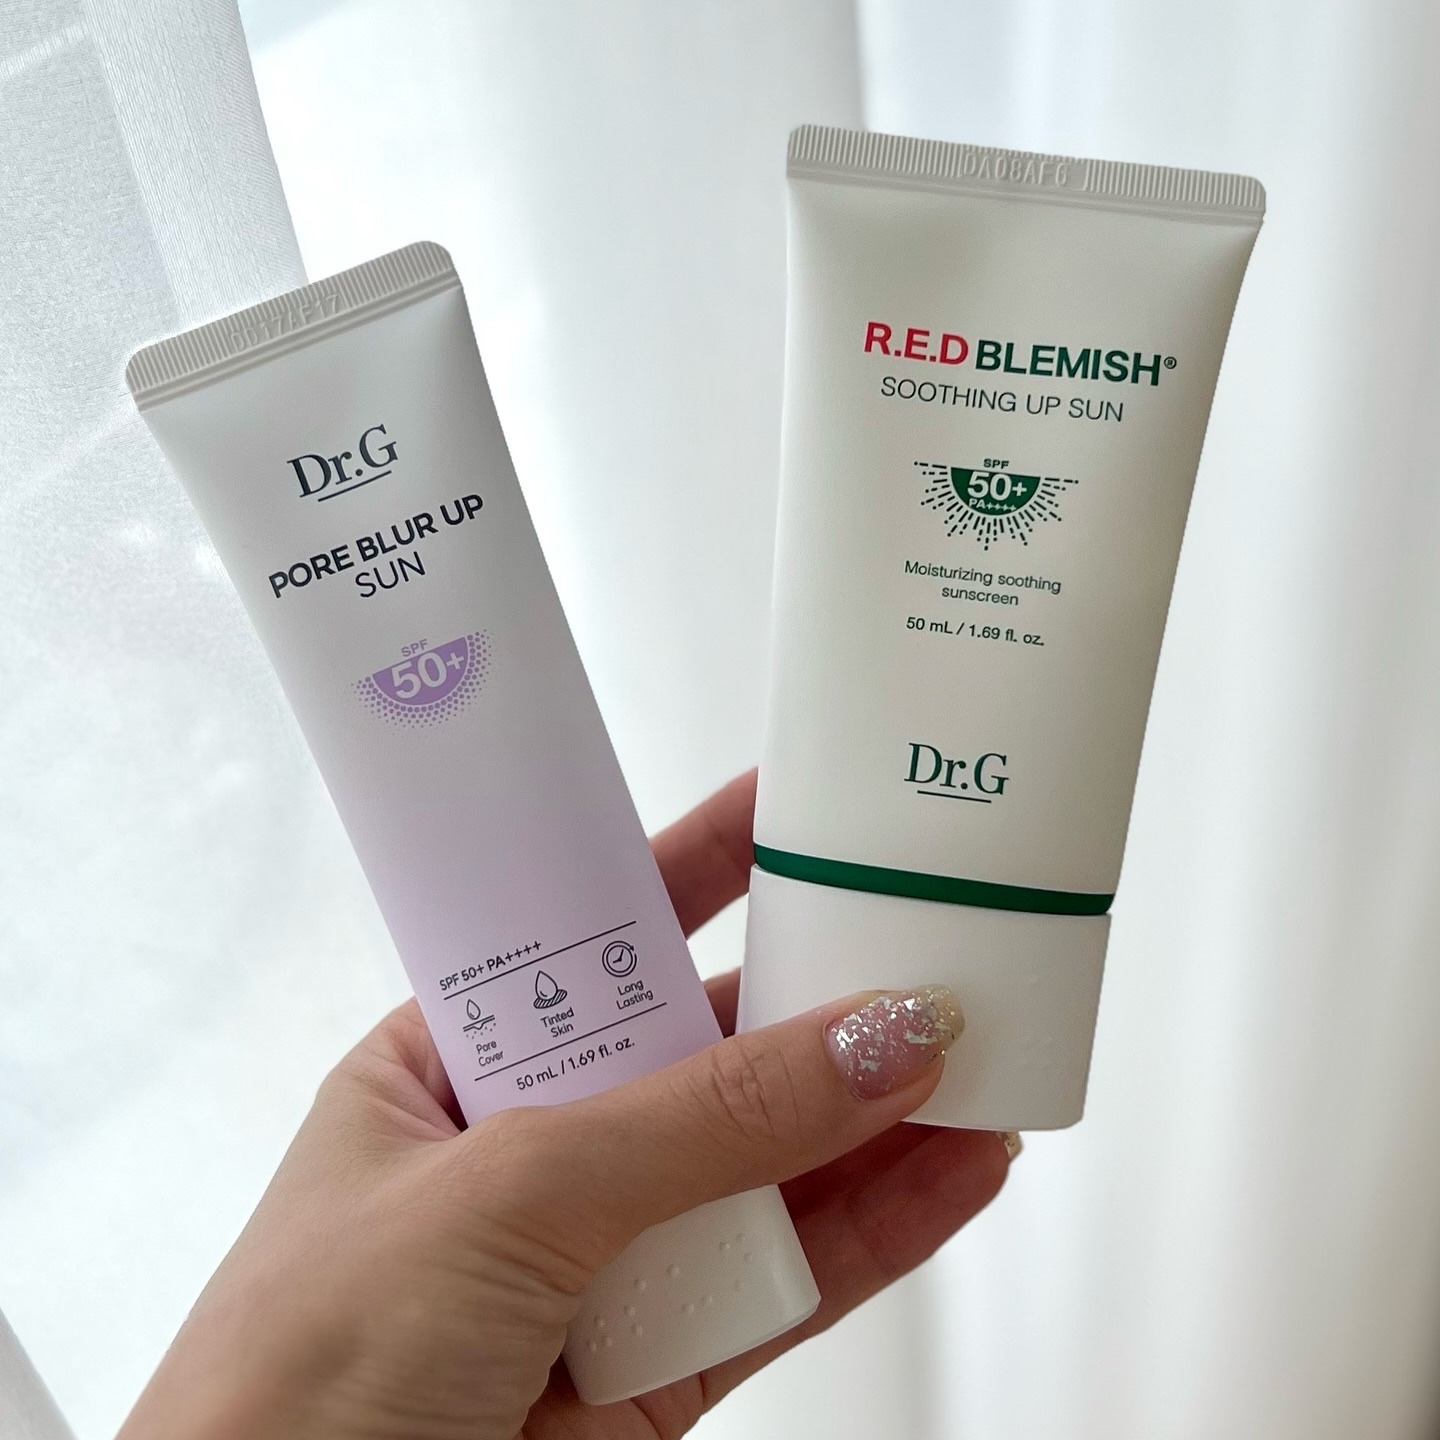 DD17AF17
Dr.G
PORE BLUR UP
SUN
SPF
50+
SPF 50+ PA++++
Pore
Cover
Tinted
Skin
Long
Lasting
50 mL / 1.69 fl. oz.
DA08AF6
R.E.D BLEMISH®
SOOTHING UP SUN
SPF
50+
PA++++
Moisturizing soothing
sunscreen
50 mL / 1.69 fl. oz.
Dr.G